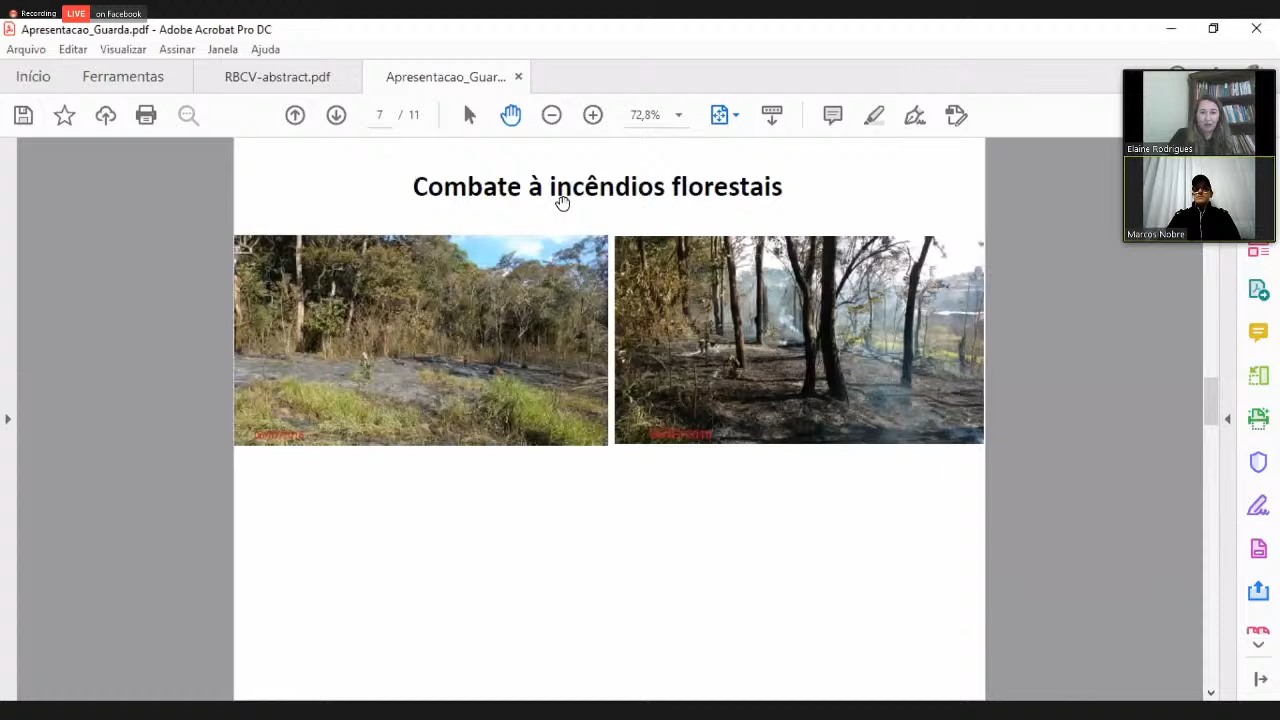 Recording LIVE on Facebook
Apresentacao_Guarda.pdf - Adobe Acrobat Pro DC
Arquivo Editar Visualizar Assinar Janela Ajuda
Início Ferramentas RBCV-abstract.pdf Apresentacao_Guar... ×
7 / 11 72,8%
Elaine Rodrigues
Marcos Nobre
Combate à incêndios florestais